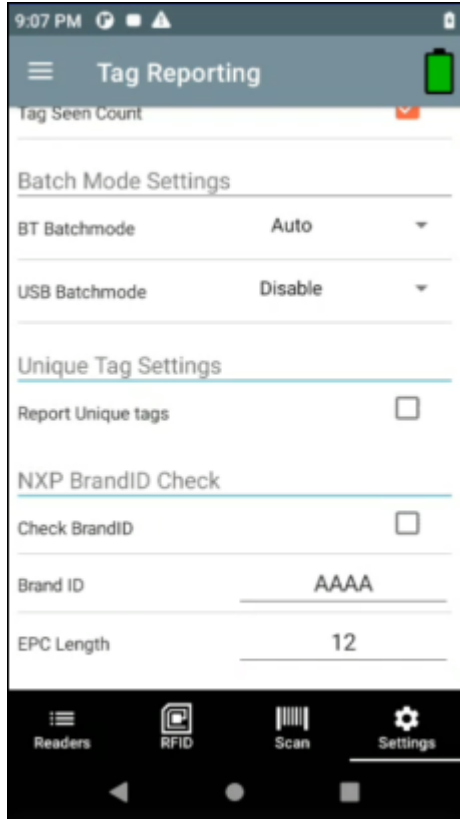 9:07 PM
Tag Reporting
Tag Seen Count
Batch Mode Settings
BT Batchmode Auto
USB Batchmode Disable
Unique Tag Settings
Report Unique tags
NXP BrandID Check
Check BrandID
Brand ID AAAA
EPC Length 12
Readers RFID Scan Settings